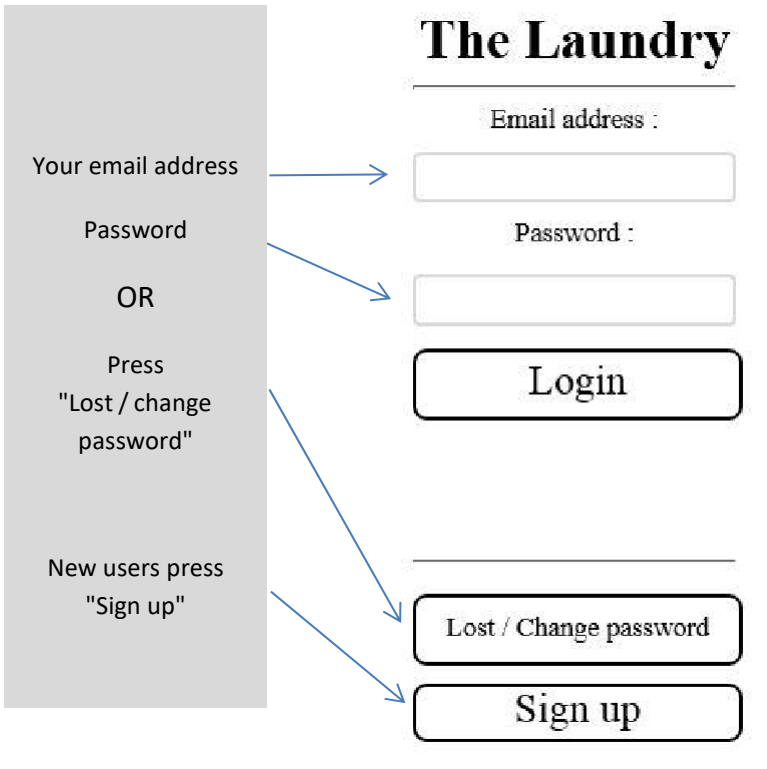 The Laundry
Email address :
Your email address
Password
Password :
OR
Press
"Lost / change
password"
Login
New users press
"Sign up"
Lost / Change password
Sign up